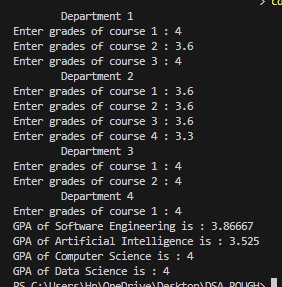 > cd
Department 1
Enter grades of course 1 : 4
Enter grades of course 2 : 3.6
Enter grades of course 3 : 4
Department 2
Enter grades of course 1 : 3.6
Enter grades of course 2 : 3.6
Enter grades of course 3 : 3.6
Enter grades of course 4 : 3.3
Department 3
Enter grades of course 1 : 4
Enter grades of course 2 : 4
Department 4
Enter grades of course 1 : 4
GPA of Software Engineering is : 3.86667
GPA of Artificial Intelligence is : 3.525
GPA of Computer Science is : 4
GPA of Data Science is : 4
PS C:\Users\Hp\OneDrive\Desktop\DSA ROUGH>